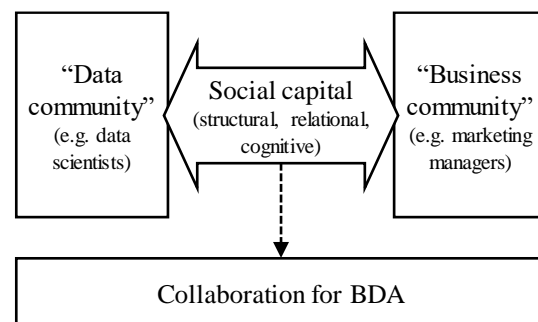 “Data
community”
(e.g. data
scientists)
Social capital
(structural, relational,
cognitive)
“Business
community”
(e.g. marketing
managers)
Collaboration for BDA